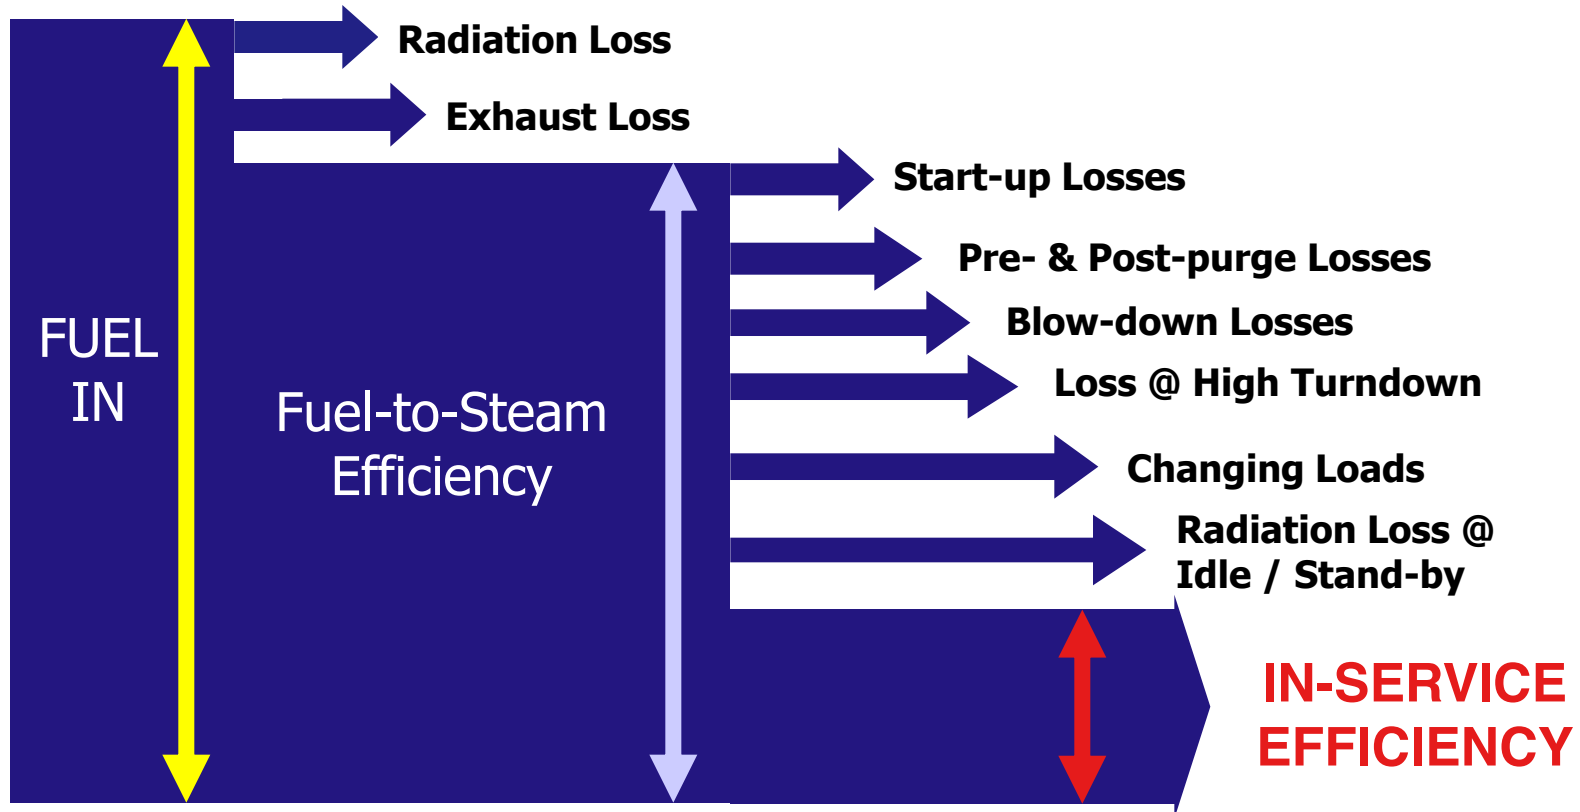 Radiation Loss
Exhaust Loss
Start-up Losses
Pre- & Post-purge Losses
Blow-down Losses
Loss @ High Turndown
Changing Loads
Radiation Loss @
Idle / Stand-by
FUEL
IN
Fuel-to-Steam
Efficiency
IN-SERVICE
EFFICIENCY